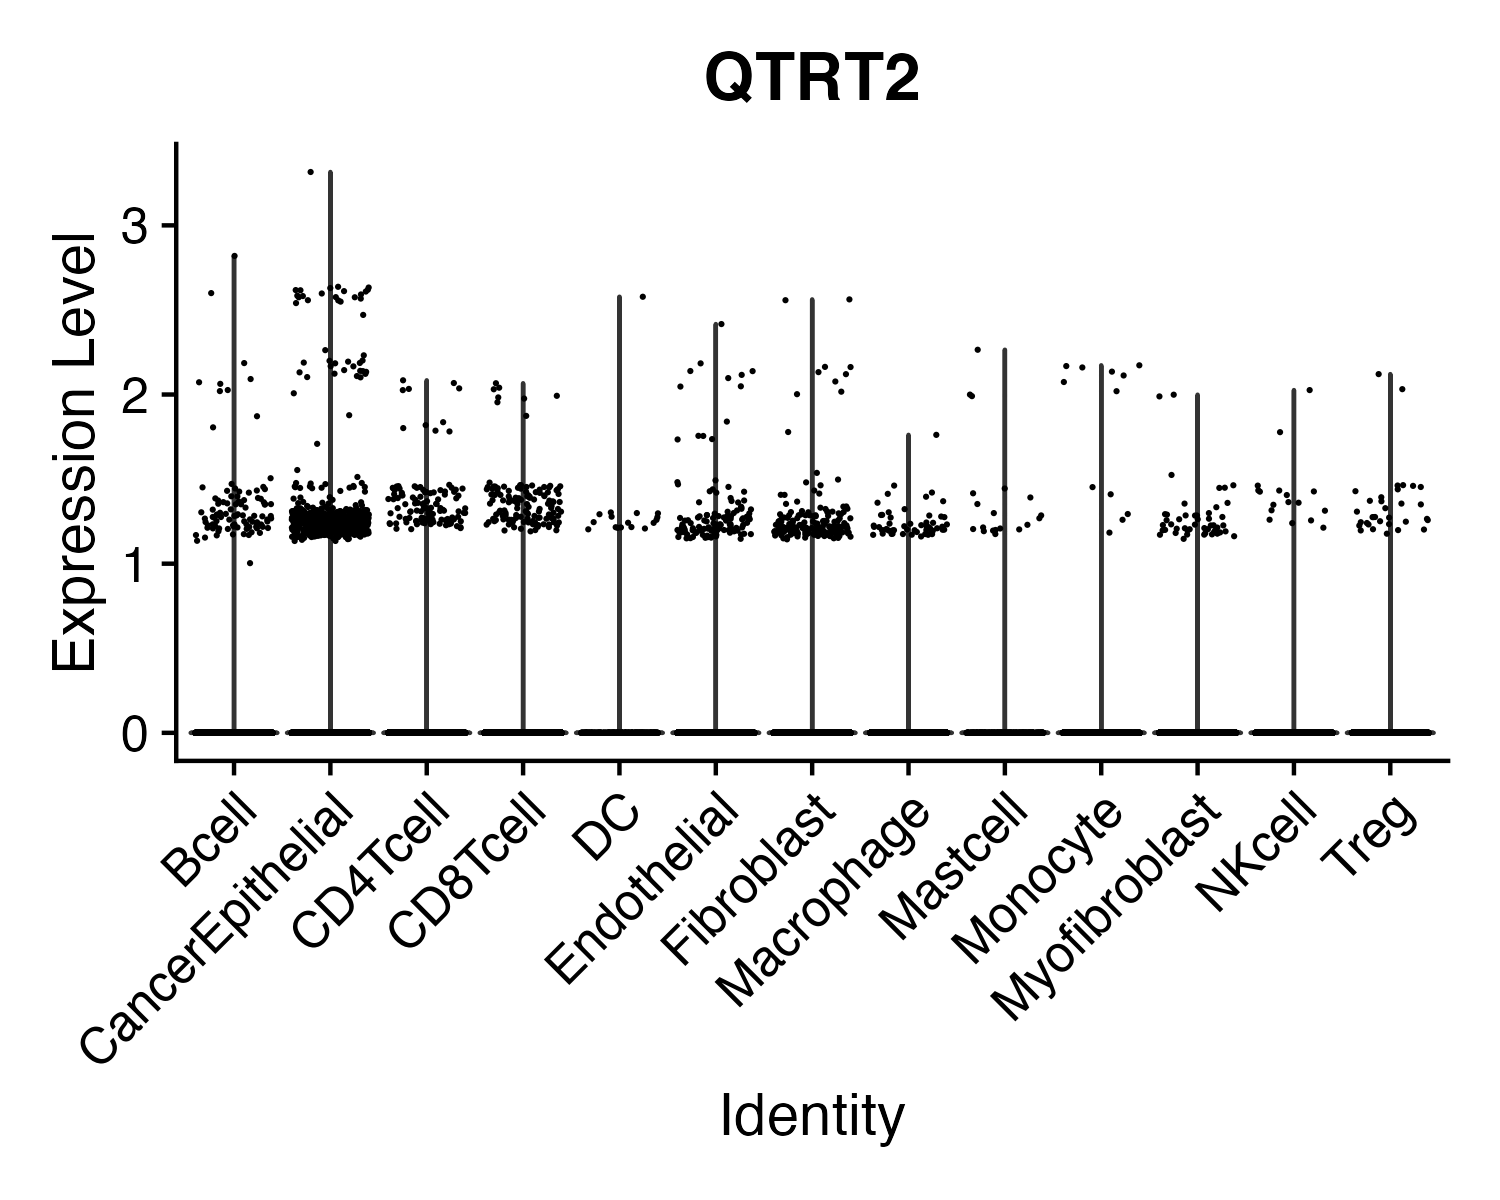 QTRT2
Expression Level
3
2
1
0
Bcell
CancerEpithelial
CD4Tcell
CD8Tcell
DC
Endothelial
Fibroblast
Macrophage
Mastcell
Monocyte
Myofibroblast
NKcell
Treg
Identity